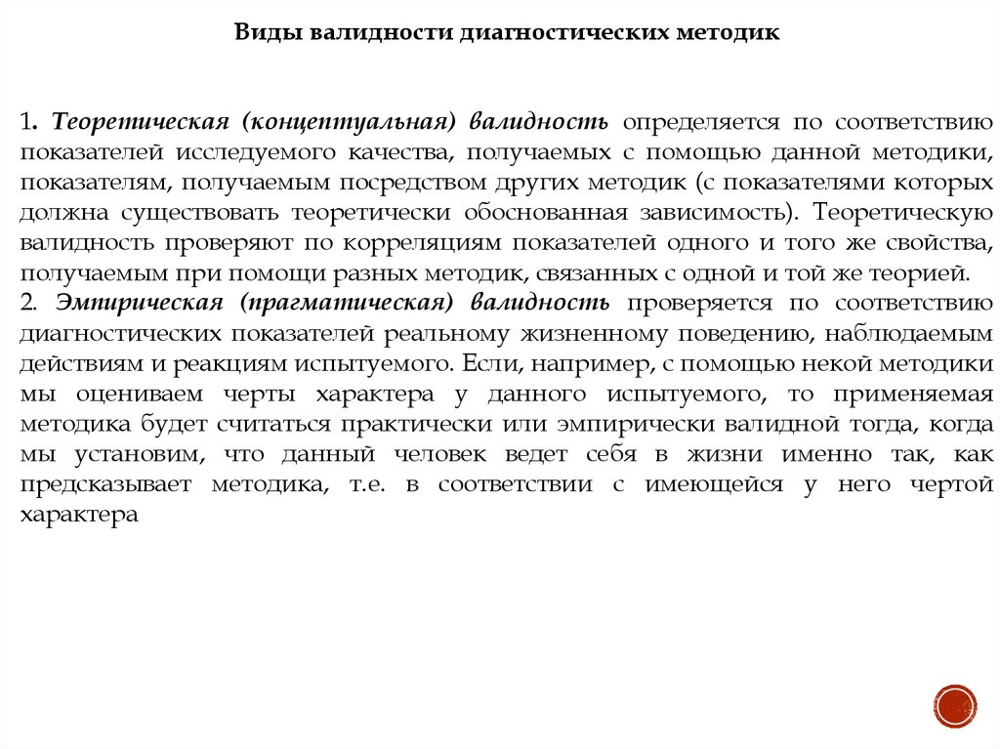 Виды валидности диагностических методик
1. Теоретическая (концептуальная) валидность определяется по соответствию
показателей исследуемого качества, получаемых с помощью данной методики,
показателям, получаемым посредством других методик (с показателями которых
должна существовать теоретически обоснованная зависимость). Теоретическую
валидность проверяют по корреляциям показателей одного и того же свойства,
получаемым при помощи разных методик, связанных с одной и той же теорией.
2. Эмпирическая (прагматическая) валидность проверяется по соответствию
диагностических показателей реальному жизненному поведению, наблюдаемым
действиям и реакциям испытуемого. Если, например, с помощью некой методики
мы оцениваем черты характера у данного испытуемого, то применяемая
методика будет считаться практически или эмпирически валидной тогда, когда
мы установим, что данный человек ведет себя в жизни именно так, как
предсказывает методика, т.е. в соответствии с имеющейся у него чертой
характера